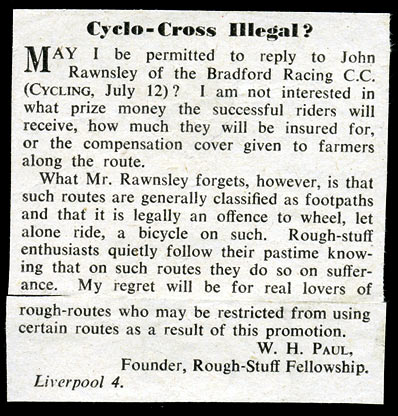 Cyclo-Cross Illegal?
MAY I be permitted to reply to John
Rawnsley of the Bradford Racing C.C.
(CYCLING, July 12)? I am not interested in
what prize money the successful riders will
receive, how much they will be insured for,
or the compensation cover given to farmers
along the route.
What Mr. Rawnsley forgets, however, is that
such routes are generally classified as footpaths
and that it is legally an offence to wheel, let
alone ride, a bicycle on such. Rough-stuff
enthusiasts quietly follow their pastime know-
ing that on such routes they do so on suffer-
ance. My regret will be for real lovers of
rough-routes who may be restricted from using
certain routes as a result of this promotion.
W. H. PAUL,
Founder, Rough-Stuff Fellowship.
Liverpool 4.